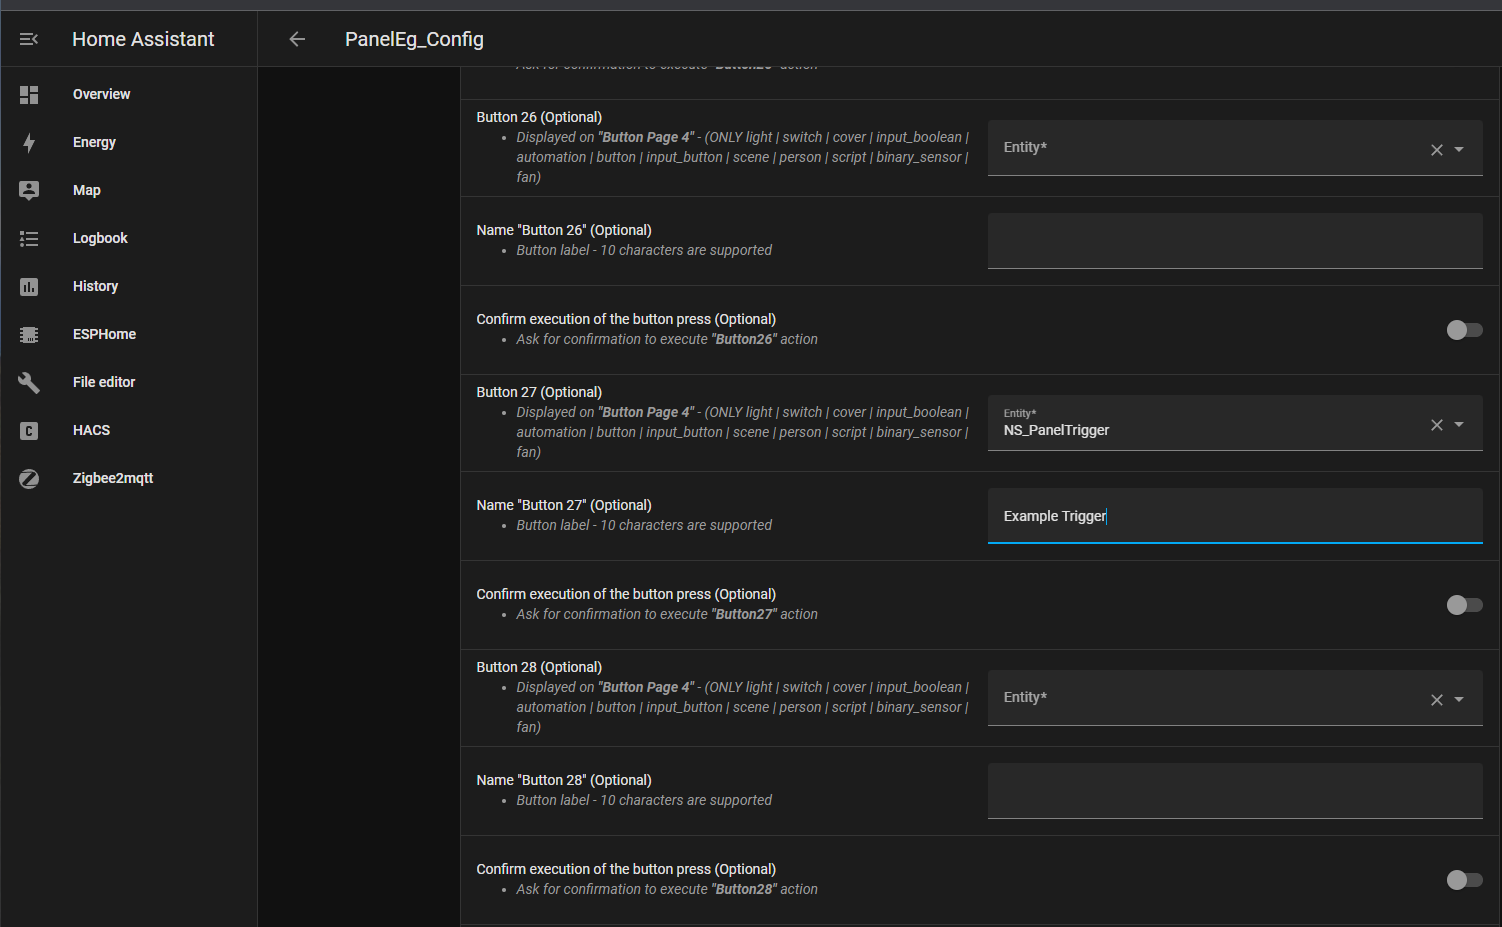 Home Assistant
PanelEg_Config
Overview
Energy
Map
Logbook
History
ESPHome
File editor
HACS
Zigbee2mqtt
Ask for confirmation to execute "Button25" action
Button 26 (Optional)
• Displayed on "Button Page 4" - (ONLY light | switch | cover | input_boolean |
automation | button | input_button | scene | person | script | binary_sensor |
fan)
Entity*
Name "Button 26" (Optional)
• Button label - 10 characters are supported
Confirm execution of the button press (Optional)
• Ask for confirmation to execute "Button26" action
Button 27 (Optional)
• Displayed on "Button Page 4" - (ONLY light | switch | cover | input_boolean |
automation | button | input_button | scene | person | script | binary_sensor |
fan)
Entity*
NS_PanelTrigger
Name "Button 27" (Optional)
• Button label - 10 characters are supported
Example Trigger
Confirm execution of the button press (Optional)
• Ask for confirmation to execute "Button27" action
Button 28 (Optional)
• Displayed on "Button Page 4" - (ONLY light | switch | cover | input_boolean |
automation | button | input_button | scene | person | script | binary_sensor |
fan)
Entity*
Name "Button 28" (Optional)
• Button label - 10 characters are supported
Confirm execution of the button press (Optional)
• Ask for confirmation to execute "Button28" action